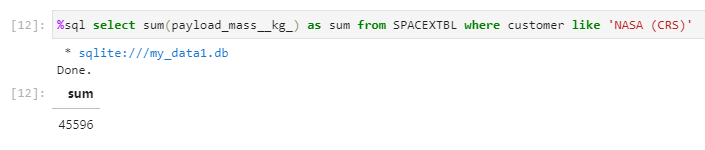 [12]: %sql select sum(payload_mass__kg_) as sum from SPACEXTBL where customer like 'NASA (CRS)'
* sqlite:///my_data1.db
Done.
[12]: sum
45596